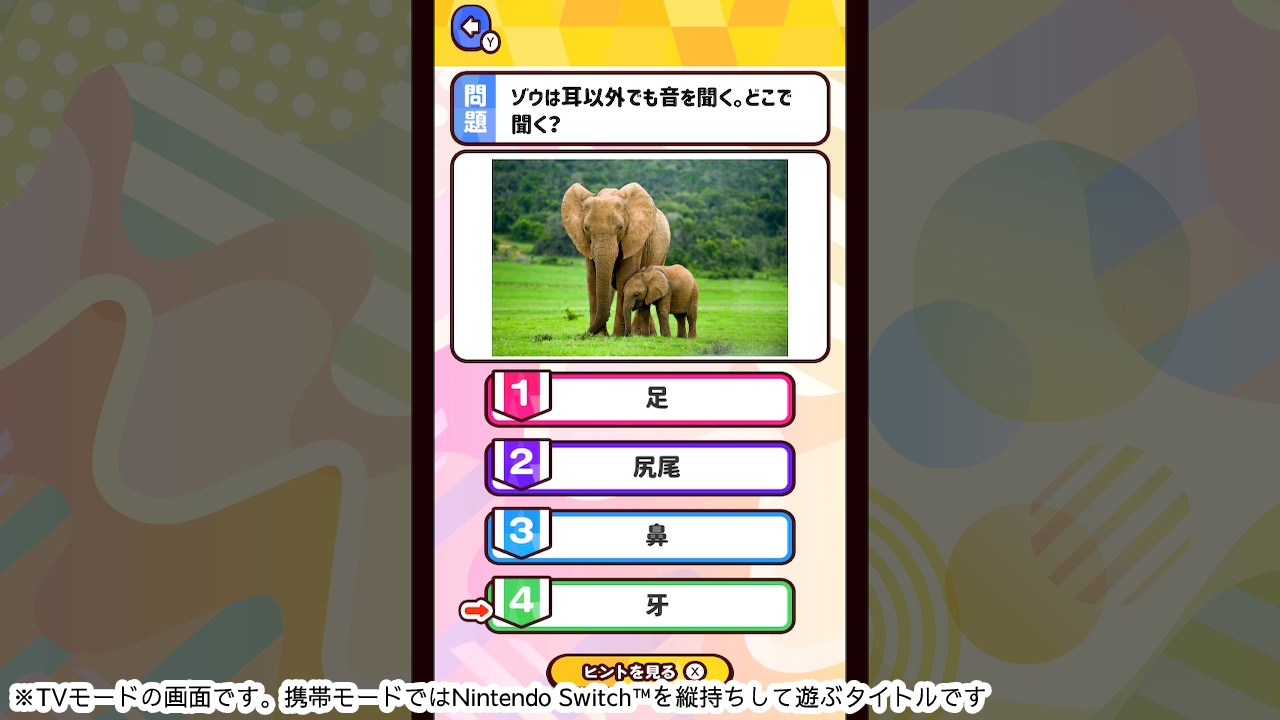 Y
問題
ゾウは耳以外でも音を聞く。どこで
聞く?
1 足
2 尻尾
3 鼻
4 牙
ヒントを見る X
※TVモードの画面です。携帯モードではNintendo Switch™を縦持ちして遊ぶタイトルです